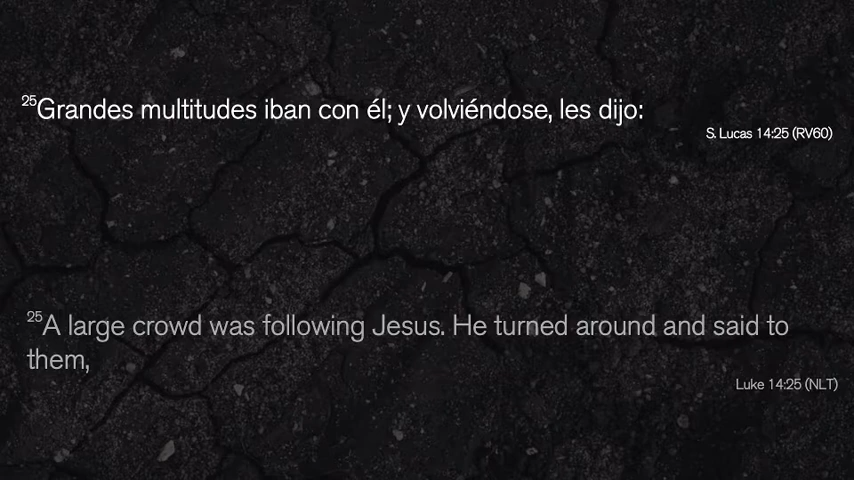 25Grandes multitudes iban con él; y volviéndose, les dijo:
S. Lucas 14:25 (RV60)
25A large crowd was following Jesus. He turned around and said to
them,
Luke 14:25 (NLT)